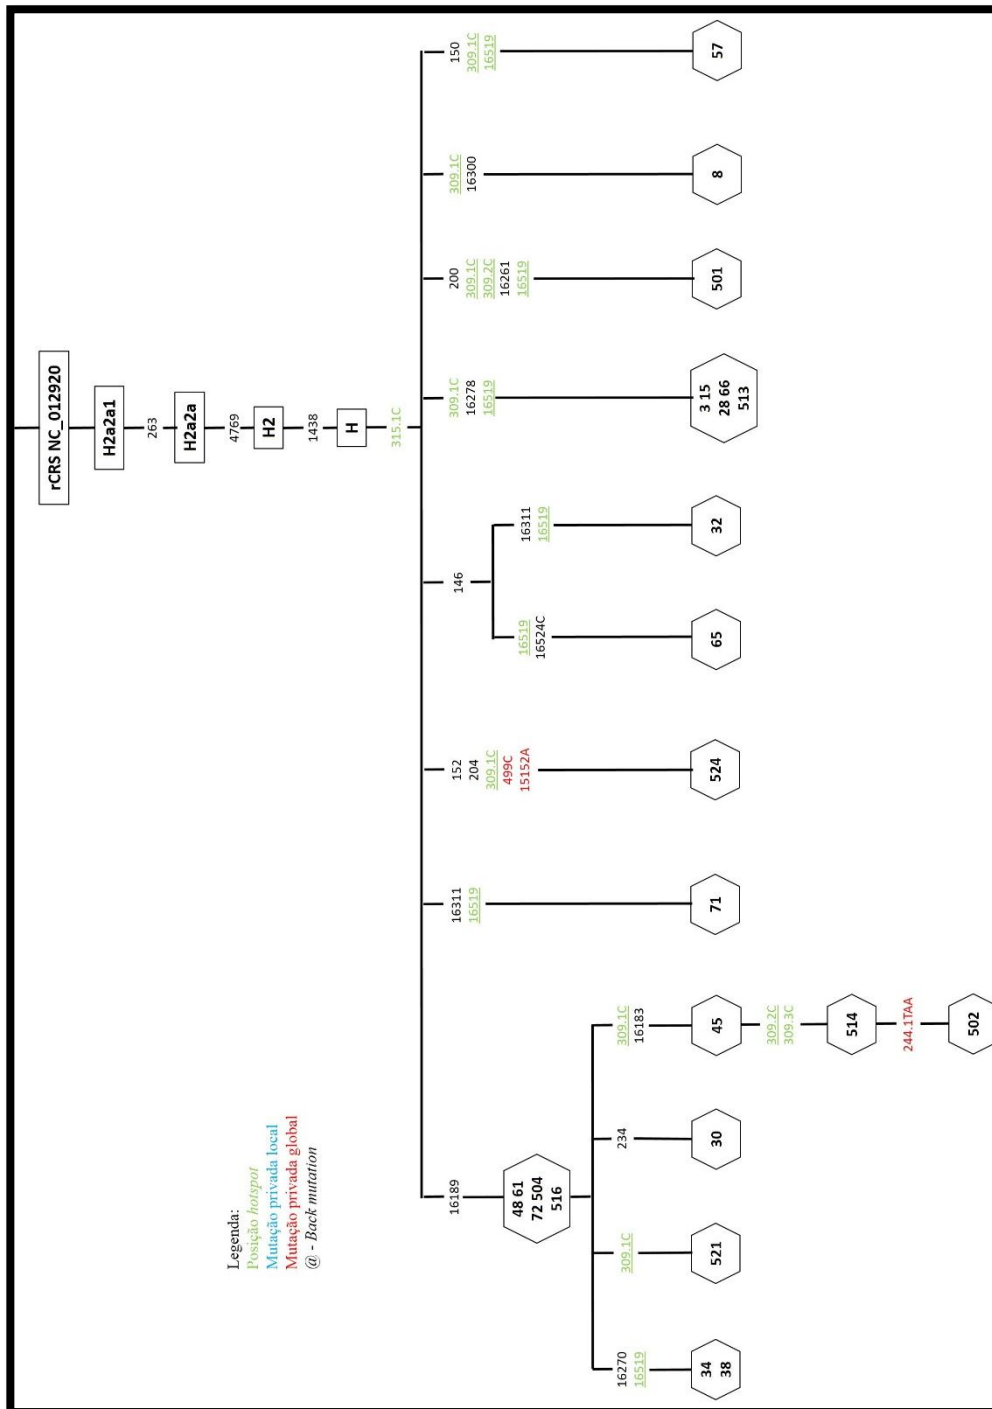 rCRS NC_012920
H2a2a1
263
H2a2a
4769
H2
1438
H
315.1C
Legenda:
Posição hotspot
Mutação privada local
Mutação privada global
@ - Back mutation
16189
48 61
72 504
516
16270
16519
34
38
309.1C
521
234
30
309.1C
16183
45
309.2C
309.3C
514
244.1TAA
502
16311
16519
71
152
204
309.1C
499C
15152A
524
146
16519
16524C
65
16311
16519
32
309.1C
16278
16519
3 15
28 66
513
200
309.1C
309.2C
16261
16519
501
309.1C
16300
8
150
309.1C
16519
57